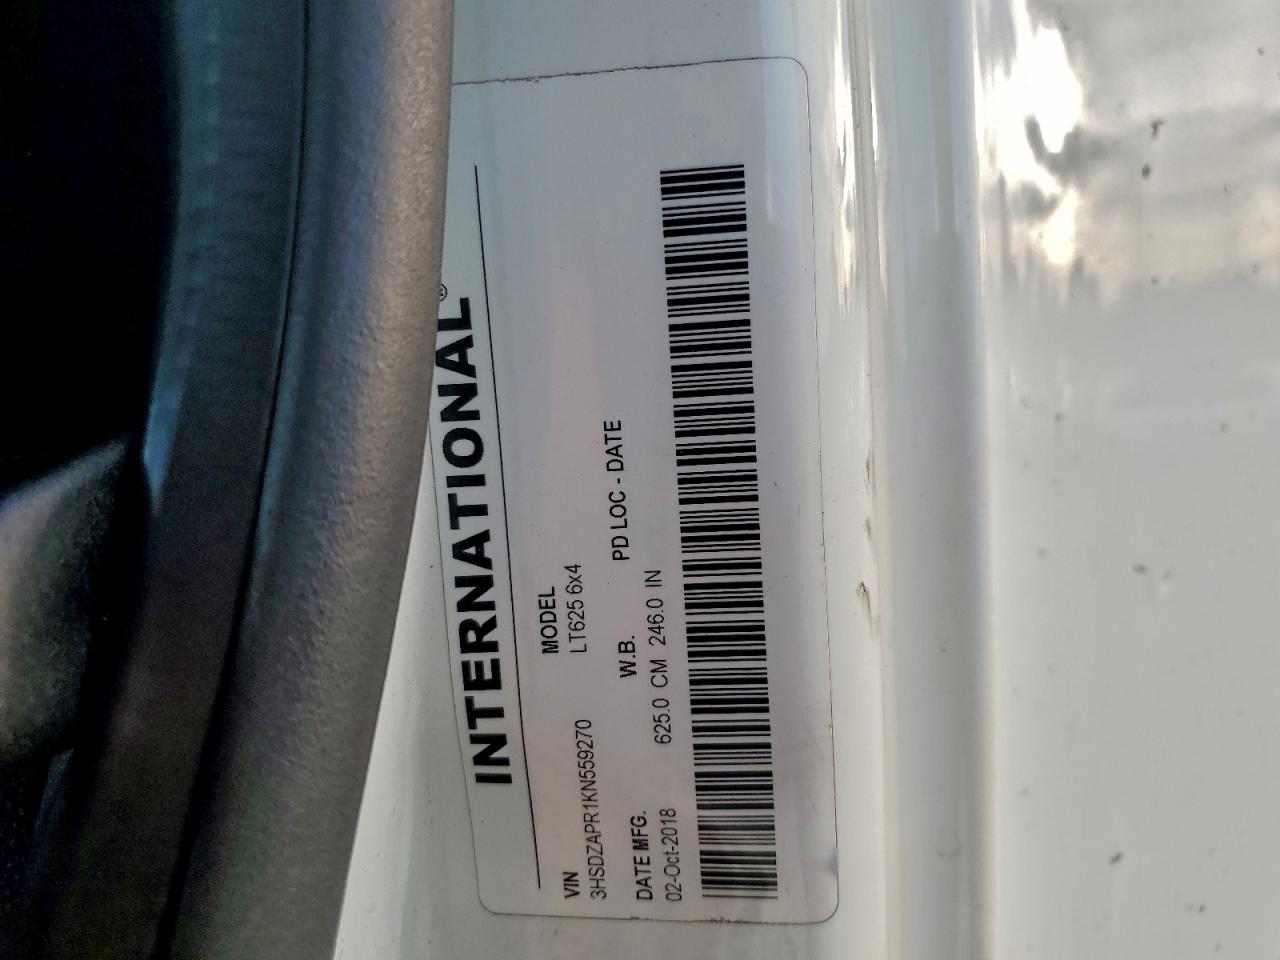 INTERNATIONAL®
VIN MODEL
3HSDZAPR1KN559270 LT625 6x4
DATE MFG. W.B. PD LOC - DATE
02-Oct-2018 625.0 CM 246.0 IN